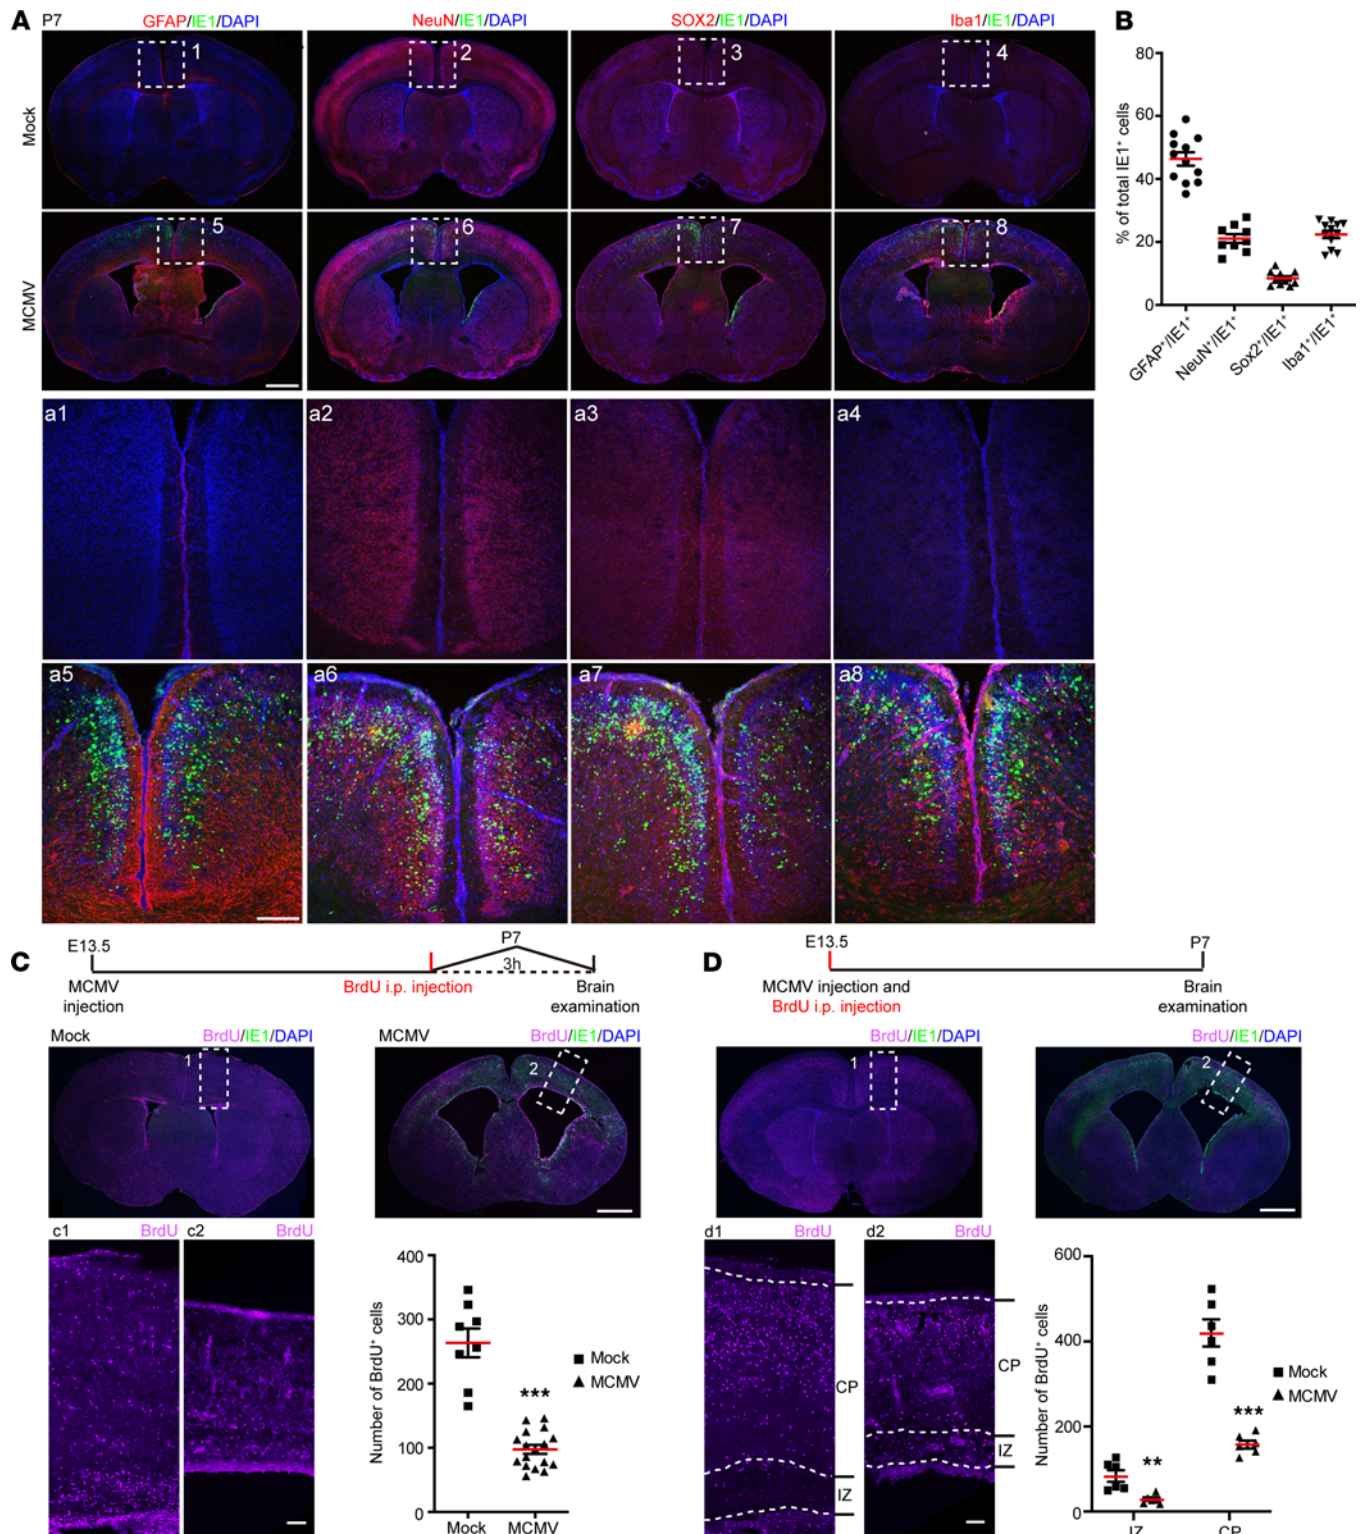 A
P7
GFAP/IE1/DAPI
NeuN/IE1/DAPI
SOX2/IE1/DAPI
Iba1/IE1/DAPI
Mock
1
2
3
4
MCMV
5
6
7
8
a1
a2
a3
a4
a5
a6
a7
a8
B
% of total IE1⁺ cells
80
60
40
20
0
GFAP⁺/IE1⁺
NeuN⁺/IE1⁺
Sox2⁺/IE1⁺
Iba1⁺/IE1⁺
C
E13.5
P7
3h
MCMV
injection
BrdU i.p. injection
Brain
examination
Mock
BrdU/IE1/DAPI
1
MCMV
BrdU/IE1/DAPI
2
c1
BrdU
c2
BrdU
Number of BrdU⁺ cells
400
300
200
100
0
***
Mock
MCMV
Mock
MCMV
D
E13.5
P7
MCMV injection and
BrdU i.p. injection
Brain
examination
BrdU/IE1/DAPI
1
BrdU/IE1/DAPI
2
d1
BrdU
d2
BrdU
CP
IZ
CP
IZ
Number of BrdU⁺ cells
600
400
200
0
**
***
Mock
MCMV
IZ
CP